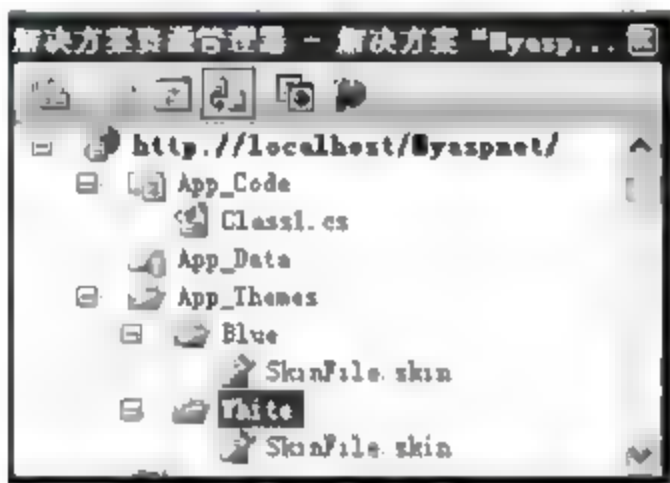 解决方案资源管理器 - 解决方案 "Myasp...
http://localhost/Myaspnet/
App_Code
Class1.cs
App_Data
App_Themes
Blue
SkinFile.skin
White
SkinFile.skin